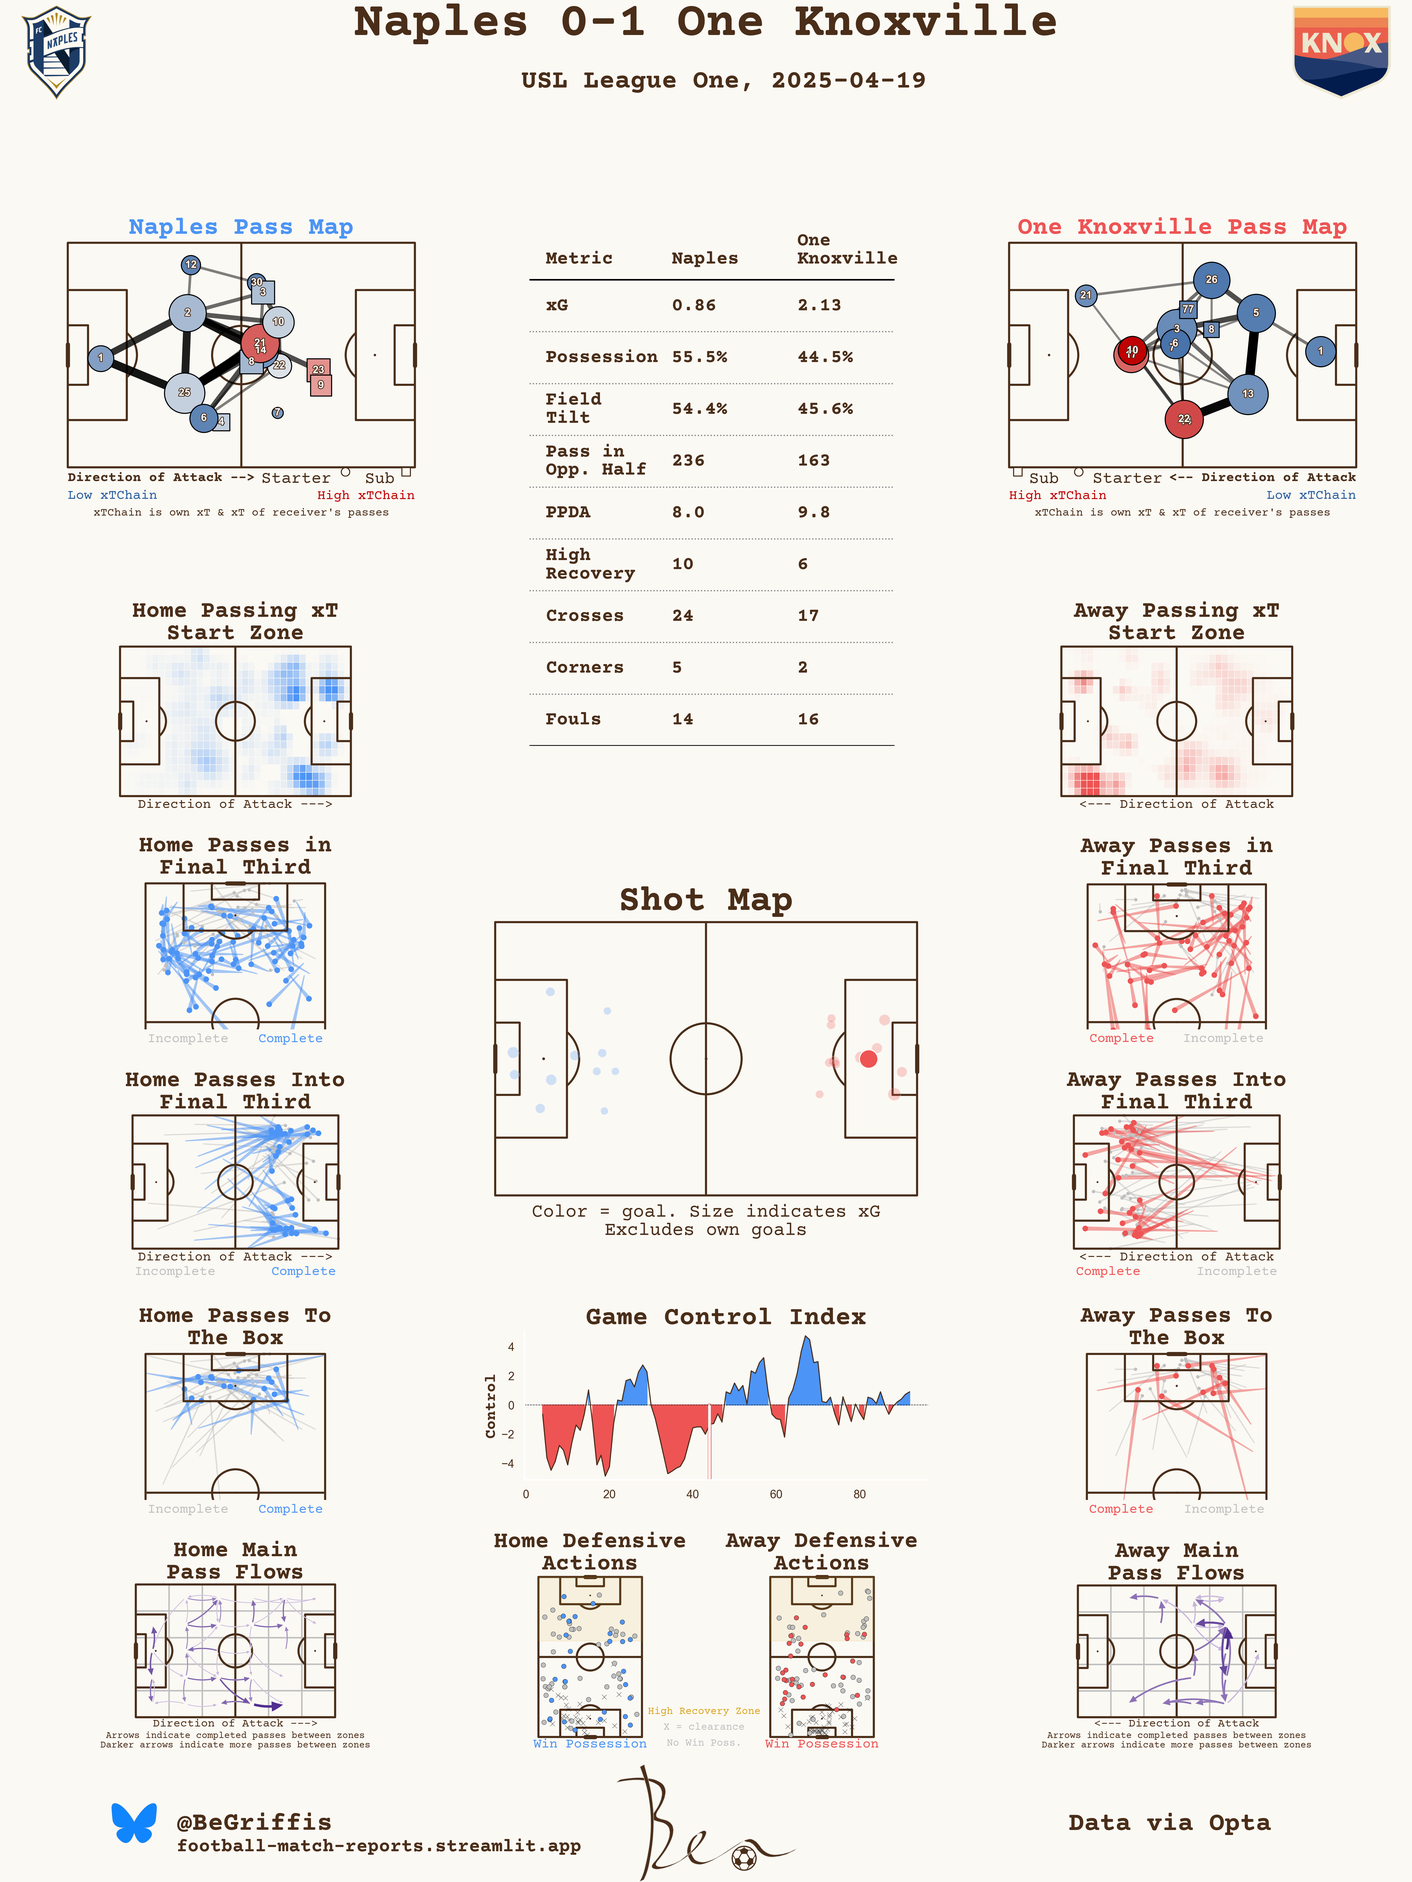 Naples 0-1 One Knoxville
USL League One, 2025-04-19
FC
NAPLES
KNOX
Naples Pass Map
12
30
3
2
10
21
14
1
8
22
23
9
25
6
4
7
Direction of Attack -->
Starter
Sub
Low xTChain
High xTChain
xTChain is own xT & xT of receiver's passes
Metric Naples One Knoxville
xG 0.86 2.13
Possession 55.5% 44.5%
Field Tilt 54.4% 45.6%
Pass in Opp. Half 236 163
PPDA 8.0 9.8
High Recovery 10 6
Crosses 24 17
Corners 5 2
Fouls 14 16
One Knoxville Pass Map
26
21
77
5
3
8
6
10
1
13
22
Sub
Starter
<-- Direction of Attack
High xTChain
Low xTChain
xTChain is own xT & xT of receiver's passes
Home Passing xT
Start Zone
Direction of Attack --->
Away Passing xT
Start Zone
<--- Direction of Attack
Home Passes in
Final Third
Incomplete
Complete
Away Passes in
Final Third
Complete
Incomplete
Shot Map
Color = goal. Size indicates xG
Excludes own goals
Home Passes Into
Final Third
Direction of Attack --->
Incomplete
Complete
Away Passes Into
Final Third
<--- Direction of Attack
Complete
Incomplete
Home Passes To
The Box
Incomplete
Complete
Game Control Index
Control
4
2
0
−2
−4
0
20
40
60
80
Away Passes To
The Box
Complete
Incomplete
Home Main
Pass Flows
Direction of Attack --->
Arrows indicate completed passes between zones
Darker arrows indicate more passes between zones
Home Defensive
Actions
Win Possession
High Recovery Zone
X = clearance
No Win Poss.
Away Defensive
Actions
Win Possession
Away Main
Pass Flows
<--- Direction of Attack
Arrows indicate completed passes between zones
Darker arrows indicate more passes between zones
@BeGriffis
football-match-reports.streamlit.app
Ben
Data via Opta